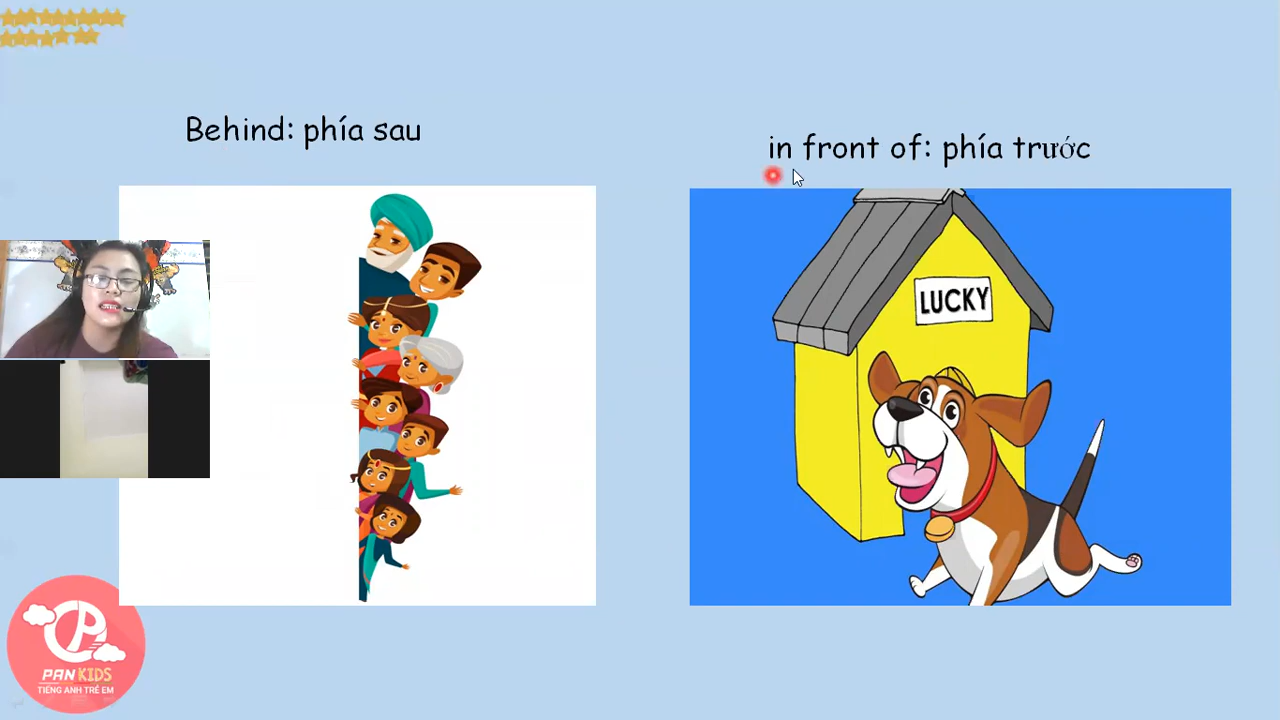 Behind: phía sau
in front of: phía trước
LUCKY
PAN KIDS
TIẾNG ANH TRẺ EM